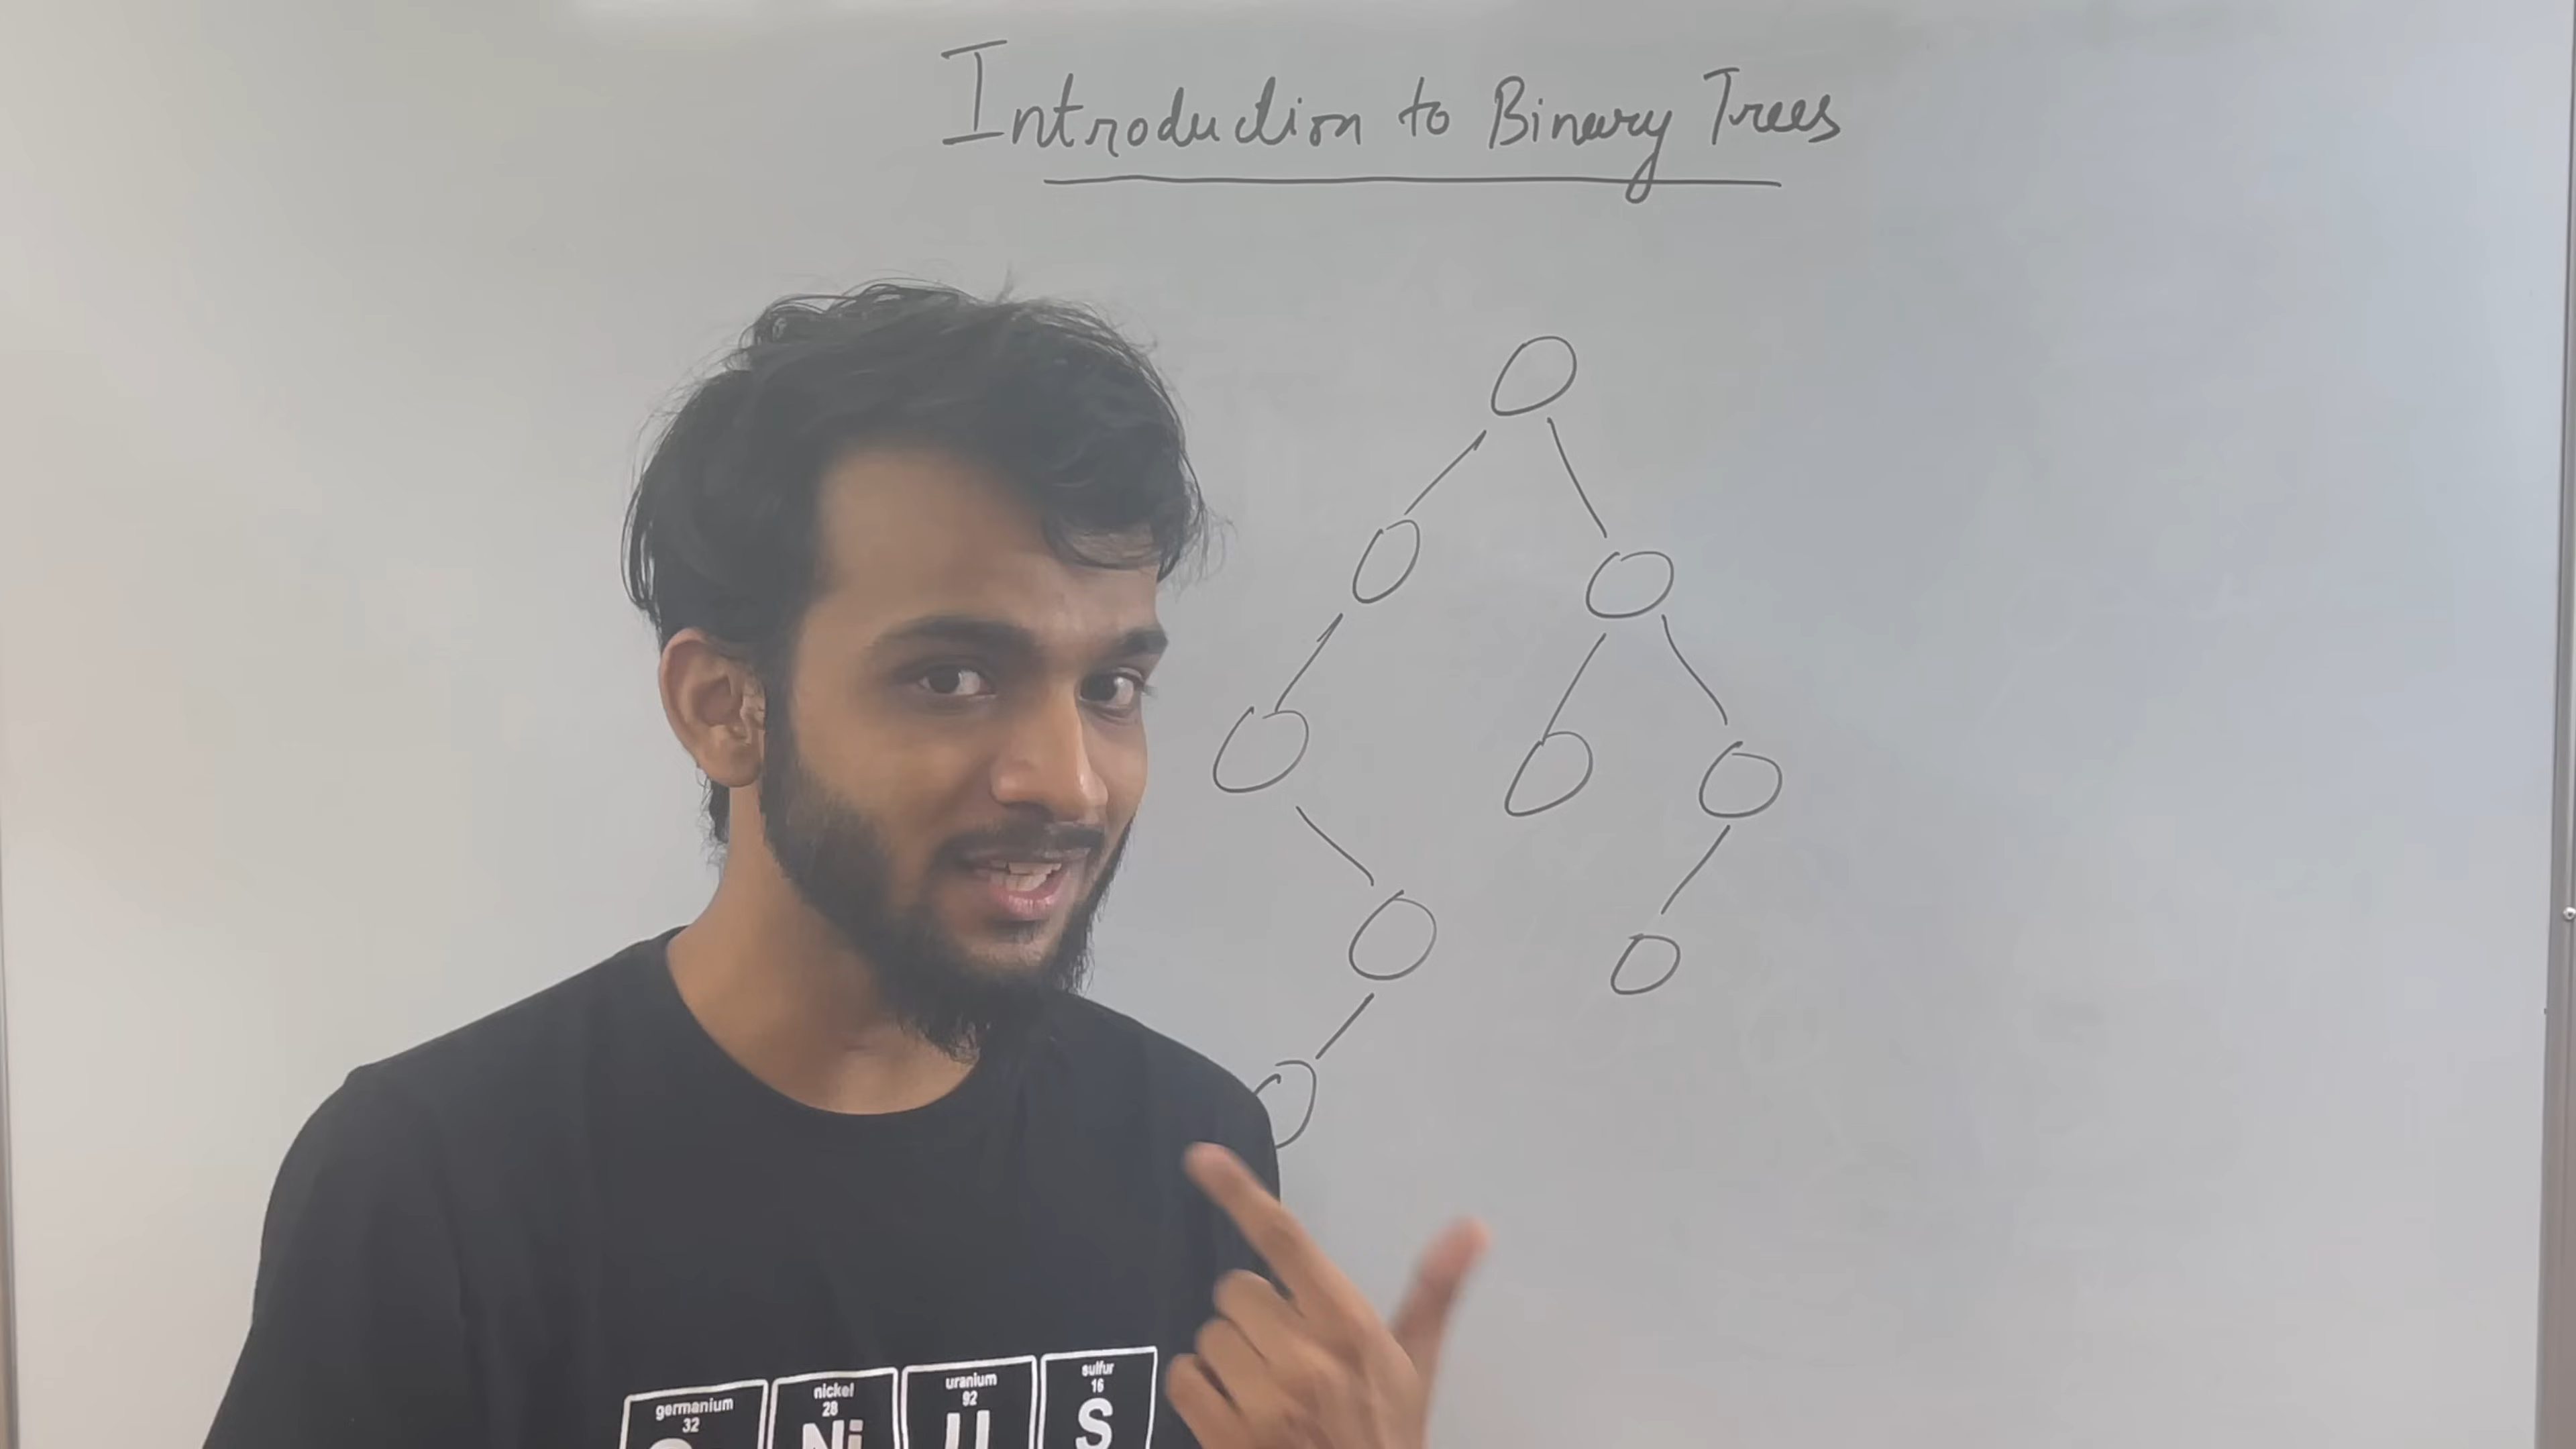 Introduction to Binary Trees
germanium
32
nickel
28
Ni
uranium
92
U
sulfur
16
S